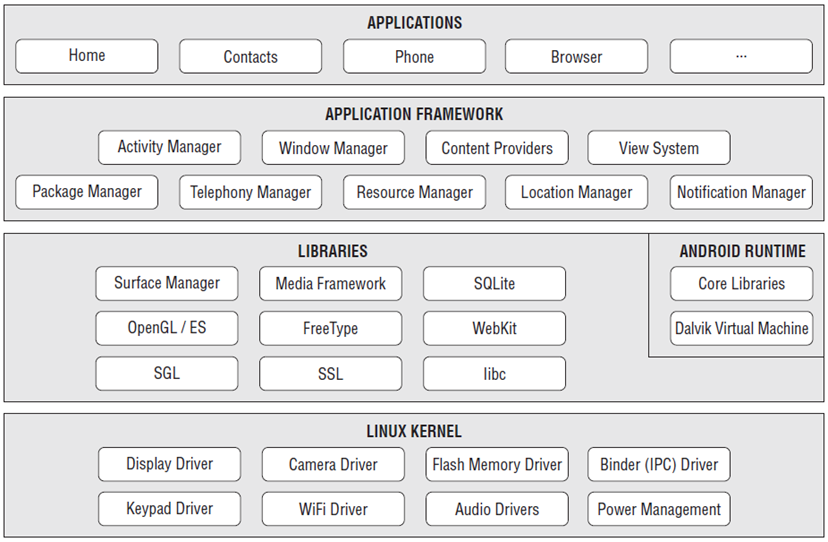 APPLICATIONS
Home
Contacts
Phone
Browser
...
APPLICATION FRAMEWORK
Activity Manager
Window Manager
Content Providers
View System
Package Manager
Telephony Manager
Resource Manager
Location Manager
Notification Manager
LIBRARIES
Surface Manager
Media Framework
SQLite
OpenGL / ES
FreeType
WebKit
SGL
SSL
libc
ANDROID RUNTIME
Core Libraries
Dalvik Virtual Machine
LINUX KERNEL
Display Driver
Camera Driver
Flash Memory Driver
Binder (IPC) Driver
Keypad Driver
WiFi Driver
Audio Drivers
Power Management